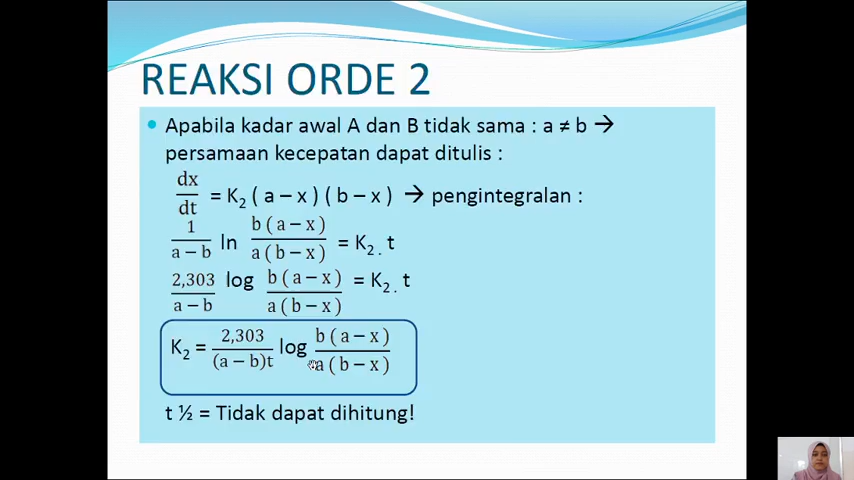 REAKSI ORDE 2
• Apabila kadar awal A dan B tidak sama : a ≠ b →
persamaan kecepatan dapat ditulis :
dx/dt = K₂ ( a – x ) ( b – x ) → pengintegralan :
1/(a – b) ln b ( a – x )/a ( b – x ) = K₂ . t
2,303/(a – b) log b ( a – x )/a ( b – x ) = K₂ . t
K₂ = 2,303/(a – b)t log b ( a – x )/a ( b – x )
t ½ = Tidak dapat dihitung!